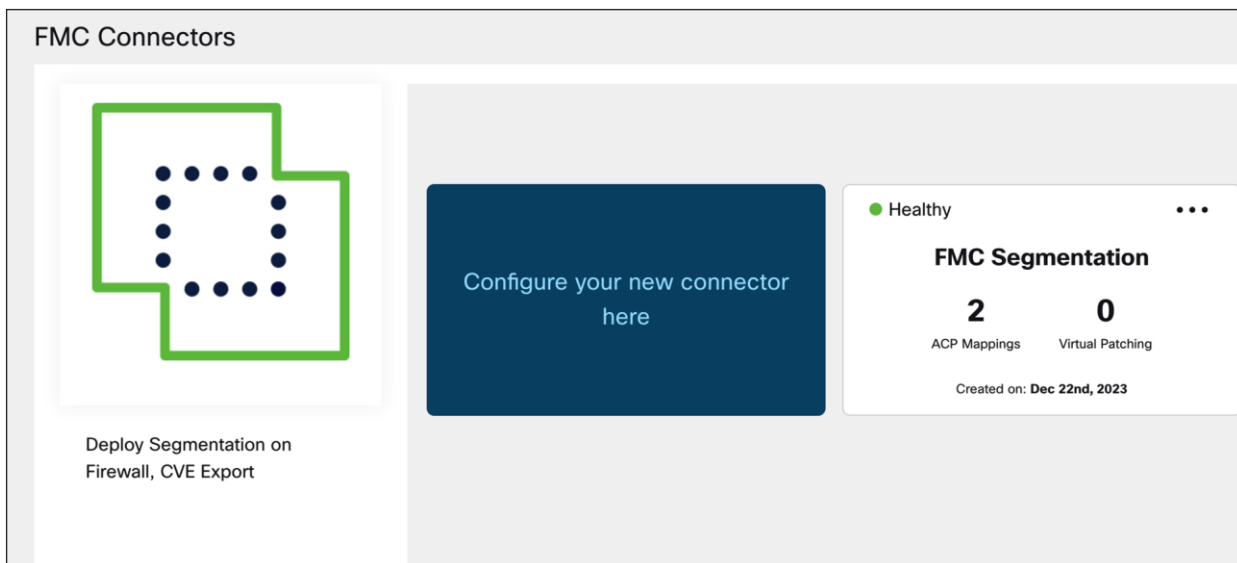 FMC Connectors
Deploy Segmentation on
Firewall, CVE Export
Configure your new connector
here
Healthy
FMC Segmentation
2 0
ACP Mappings Virtual Patching
Created on: Dec 22nd, 2023